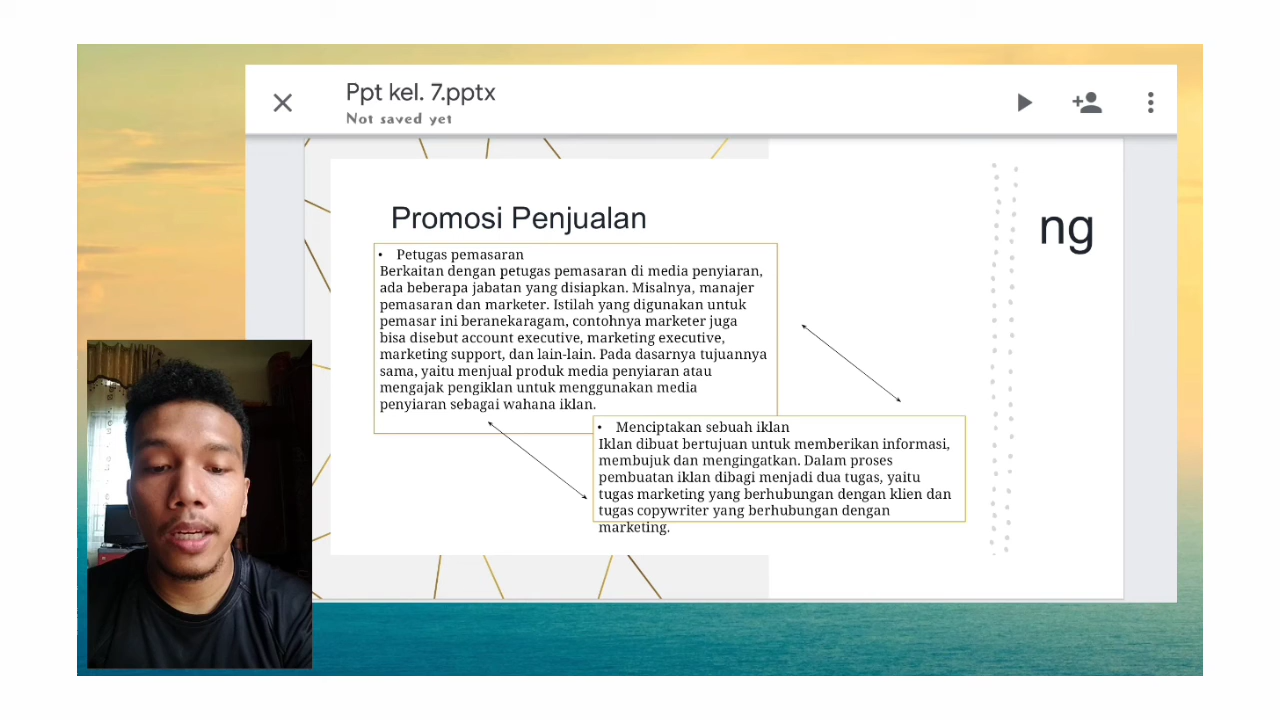 Ppt kel. 7.pptx
Not saved yet
Promosi Penjualan
ng
• Petugas pemasaran
Berkaitan dengan petugas pemasaran di media penyiaran,
ada beberapa jabatan yang disiapkan. Misalnya, manajer
pemasaran dan marketer. Istilah yang digunakan untuk
pemasar ini beranekaragam, contohnya marketer juga
bisa disebut account executive, marketing executive,
marketing support, dan lain-lain. Pada dasarnya tujuannya
sama, yaitu menjual produk media penyiaran atau
mengajak pengiklan untuk menggunakan media
penyiaran sebagai wahana iklan.
• Menciptakan sebuah iklan
Iklan dibuat bertujuan untuk memberikan informasi,
membujuk dan mengingatkan. Dalam proses
pembuatan iklan dibagi menjadi dua tugas, yaitu
tugas marketing yang berhubungan dengan klien dan
tugas copywriter yang berhubungan dengan
marketing.